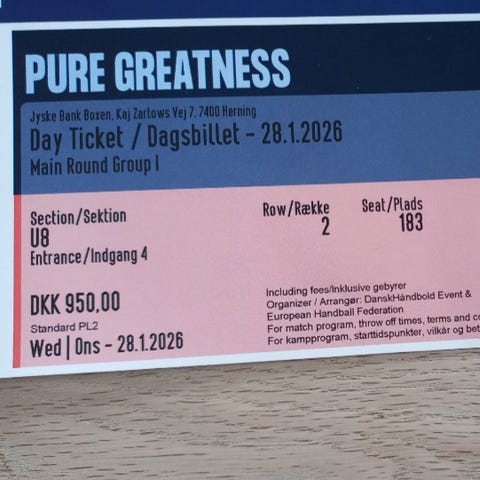 PURE GREATNESS
Jyske Bank Boxen, Kaj Zartows Vej 7, 7400 Herning
Day Ticket / Dagsbillet - 28.1.2026
Main Round Group I
Section/Sektion
U8
Entrance/Indgang 4
Row/Række
2
Seat/Plads
183
DKK 950,00
Standard PL2
Wed | Ons - 28.1.2026
Including fees/Inklusive gebyrer
Organizer / Arrangør: DanskHåndbold Event &
European Handball Federation
For match program, throw off times, terms and co
For kampprogram, starttidspunkter, vilkår og bet